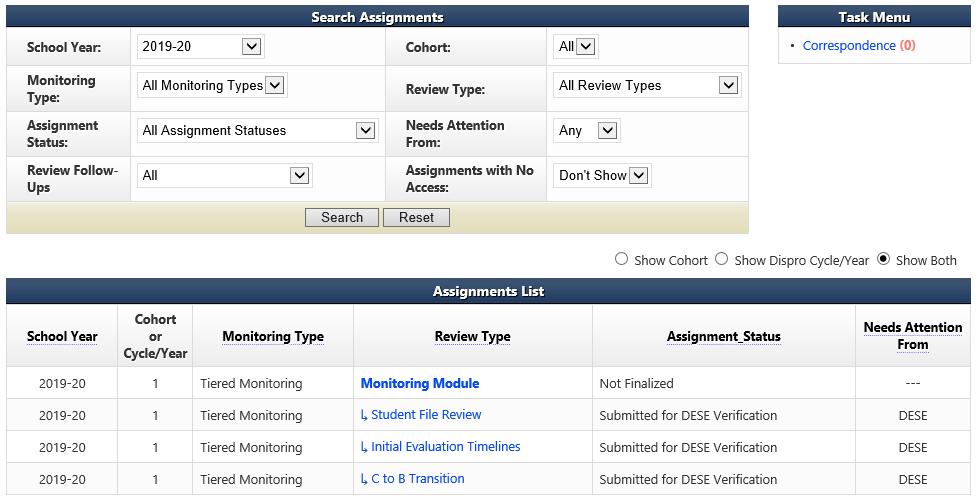 Search Assignments
Task Menu
School Year: 2019-20 Cohort: All
• Correspondence (0)
Monitoring
Type: All Monitoring Types Review Type: All Review Types
Assignment
Status: All Assignment Statuses Needs Attention
From: Any
Review Follow-
Ups All Assignments with No
Access: Don't Show
Search Reset
Show Cohort Show Dispro Cycle/Year Show Both
Assignments List
School Year Cohort
or
Cycle/Year Monitoring Type Review Type Assignment_Status Needs Attention
From
2019-20 1 Tiered Monitoring Monitoring Module Not Finalized ---
2019-20 1 Tiered Monitoring ↳ Student File Review Submitted for DESE Verification DESE
2019-20 1 Tiered Monitoring ↳ Initial Evaluation Timelines Submitted for DESE Verification DESE
2019-20 1 Tiered Monitoring ↳ C to B Transition Submitted for DESE Verification DESE